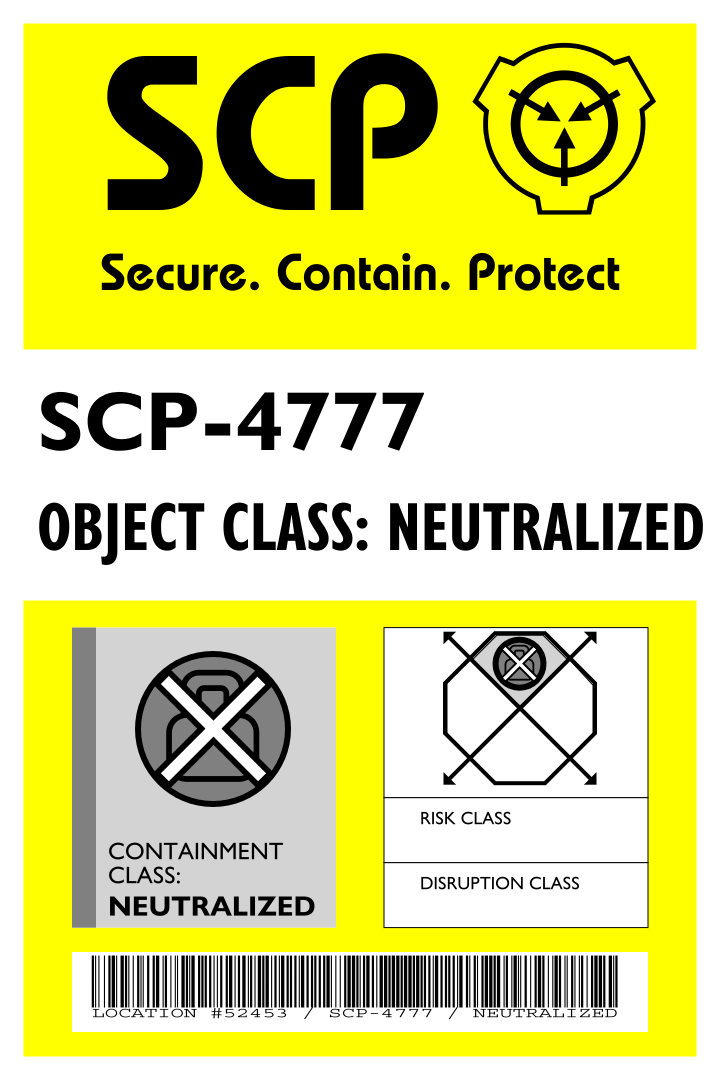 SCP
Secure. Contain. Protect
SCP-4777
OBJECT CLASS: NEUTRALIZED
CONTAINMENT
CLASS:
NEUTRALIZED
RISK CLASS
DISRUPTION CLASS
LOCATION #52453 / SCP-4777 / NEUTRALIZED